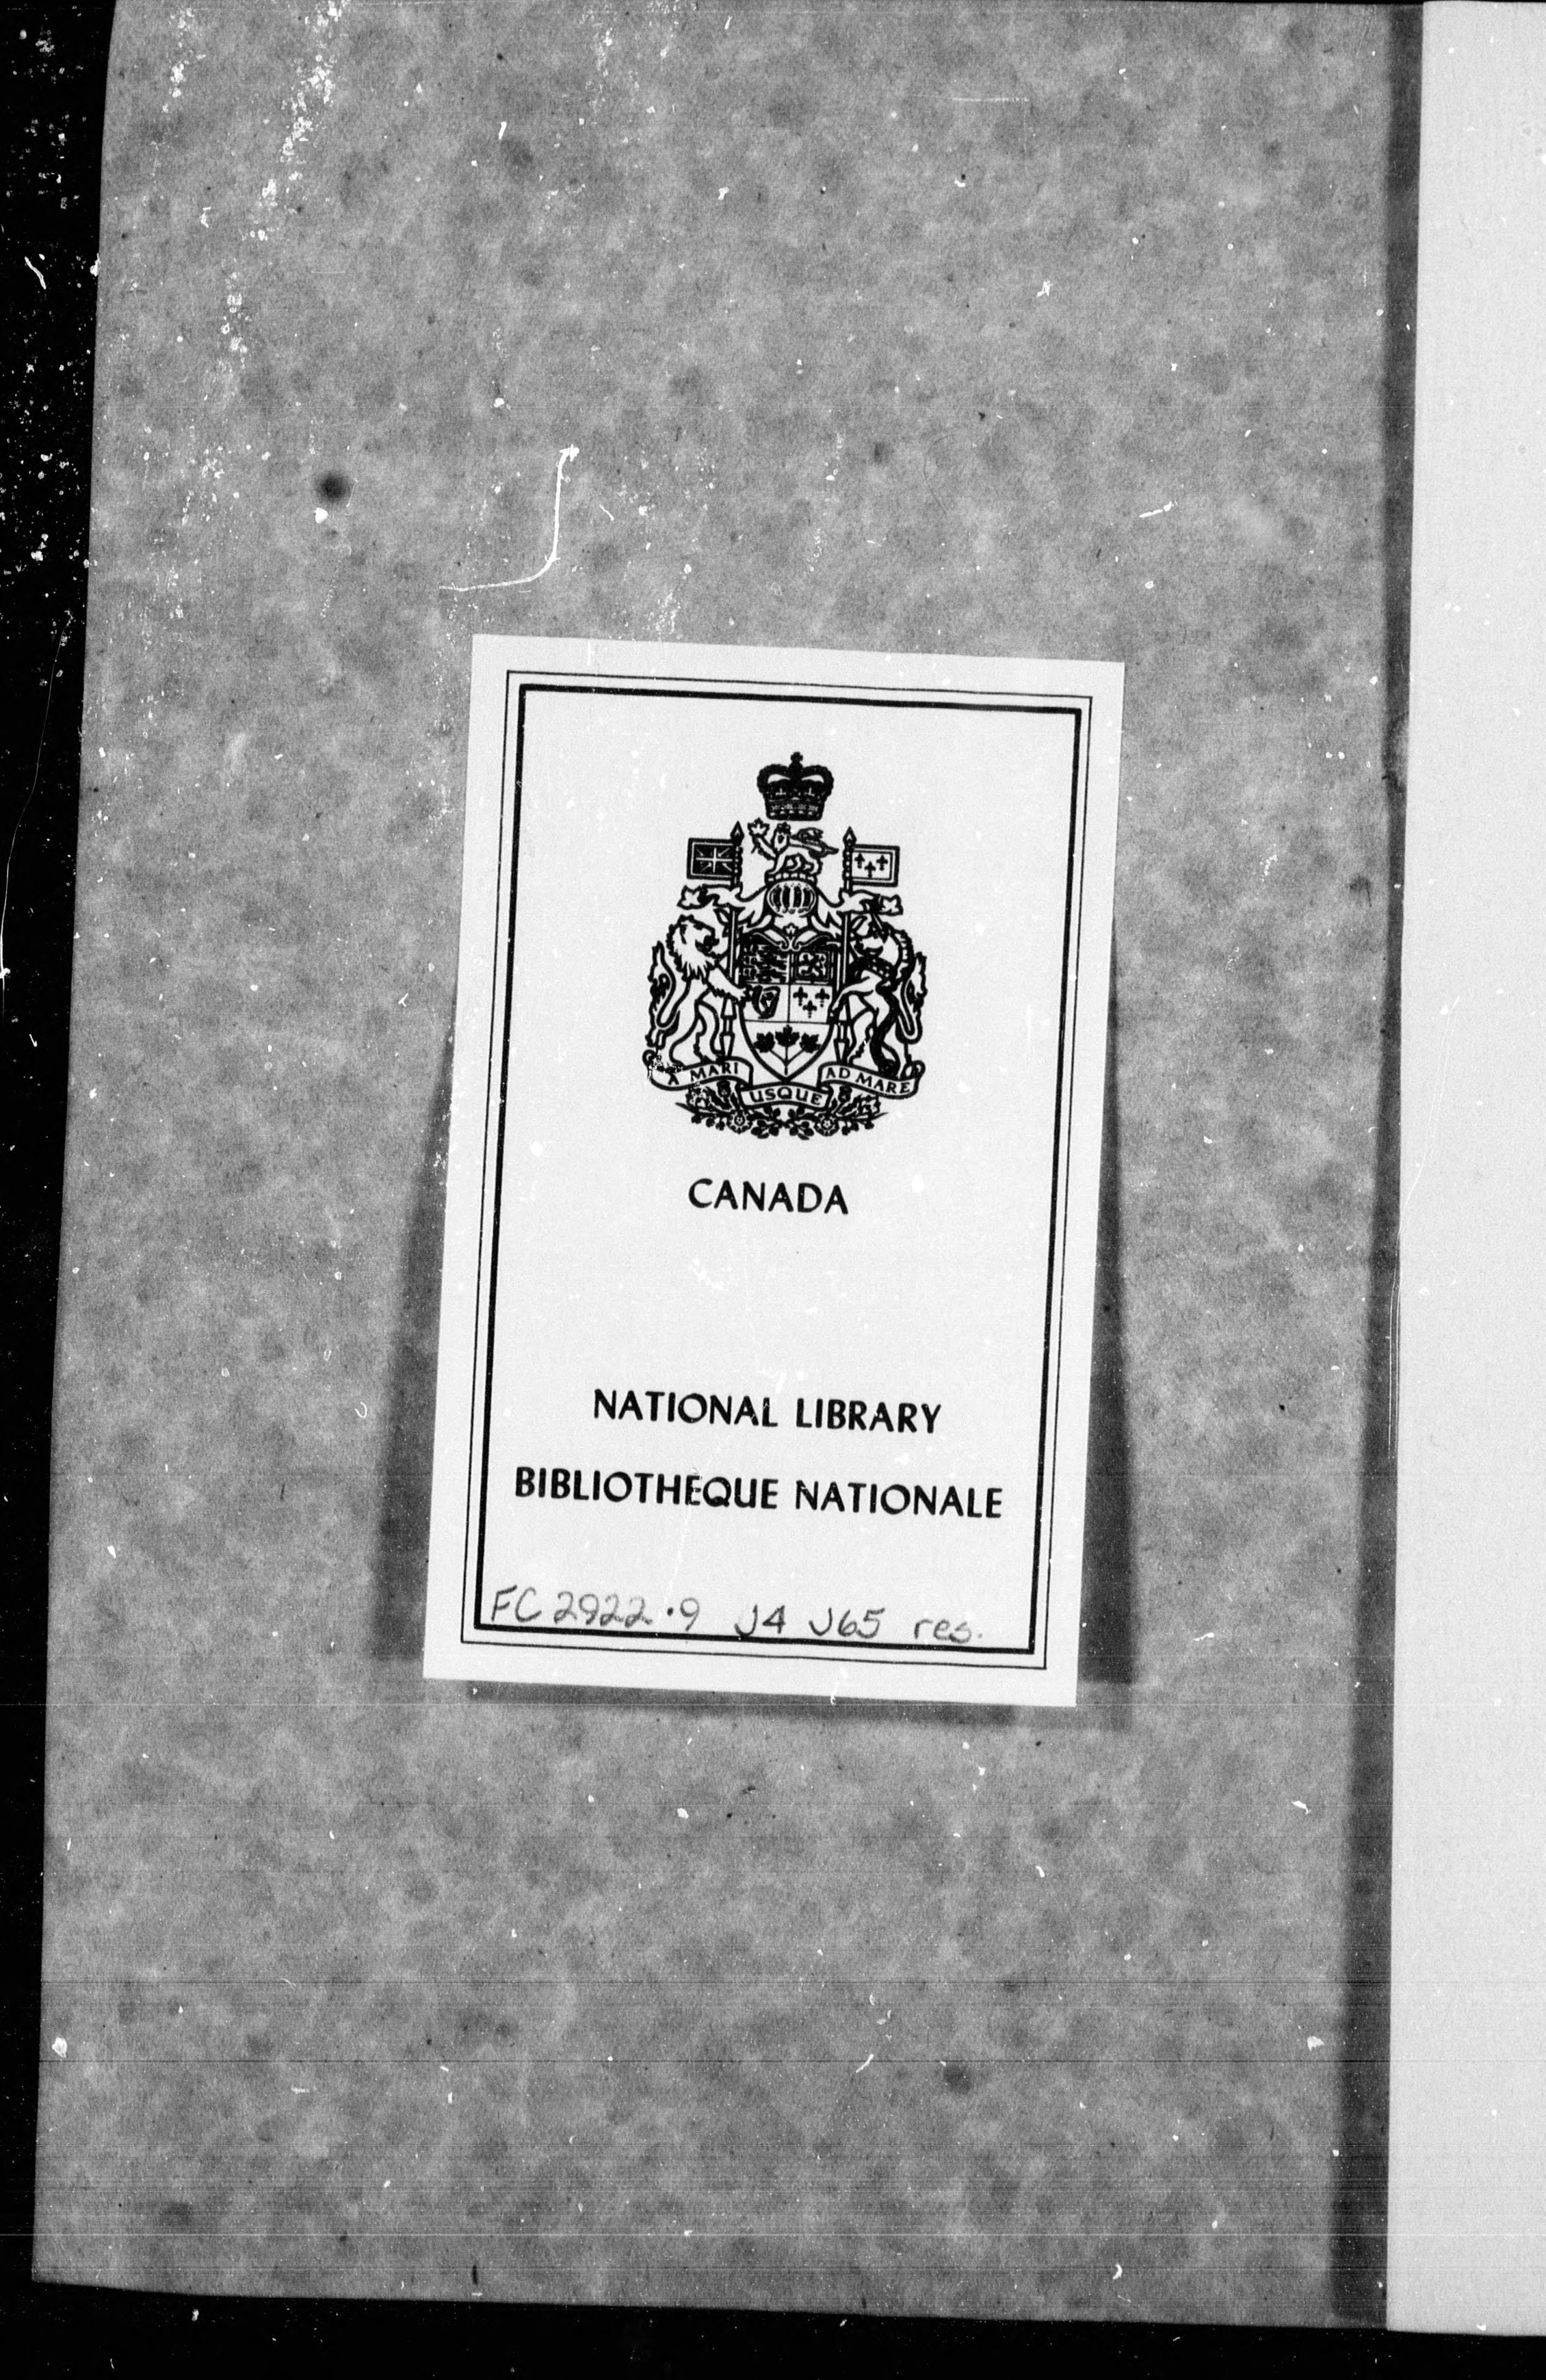 A MARI USQUE AD MARE
CANADA
NATIONAL LIBRARY
BIBLIOTHEQUE NATIONALE
FC 2922.9 J4 J65 res.